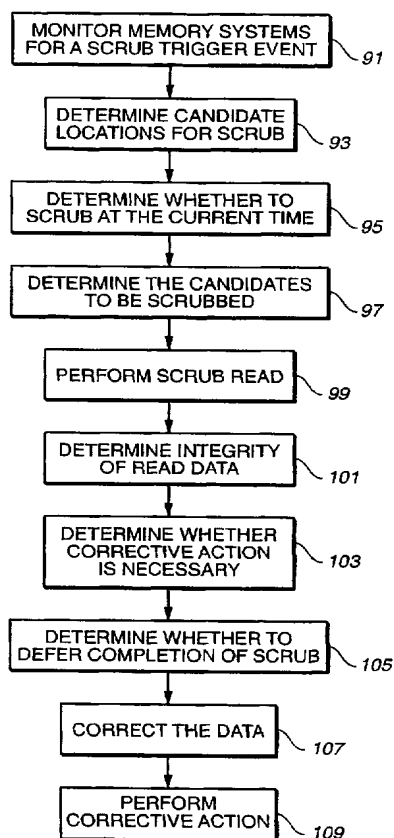 MONITOR MEMORY SYSTEMS
FOR A SCRUB TRIGGER EVENT
91
DETERMINE CANDIDATE
LOCATIONS FOR SCRUB
93
DETERMINE WHETHER TO
SCRUB AT THE CURRENT TIME
95
DETERMINE THE CANDIDATES
TO BE SCRUBBED
97
PERFORM SCRUB READ
99
DETERMINE INTEGRITY
OF READ DATA
101
DETERMINE WHETHER
CORRECTIVE ACTION
IS NECESSARY
103
DETERMINE WHETHER TO
DEFER COMPLETION OF SCRUB
105
CORRECT THE DATA
107
PERFORM
CORRECTIVE ACTION
109